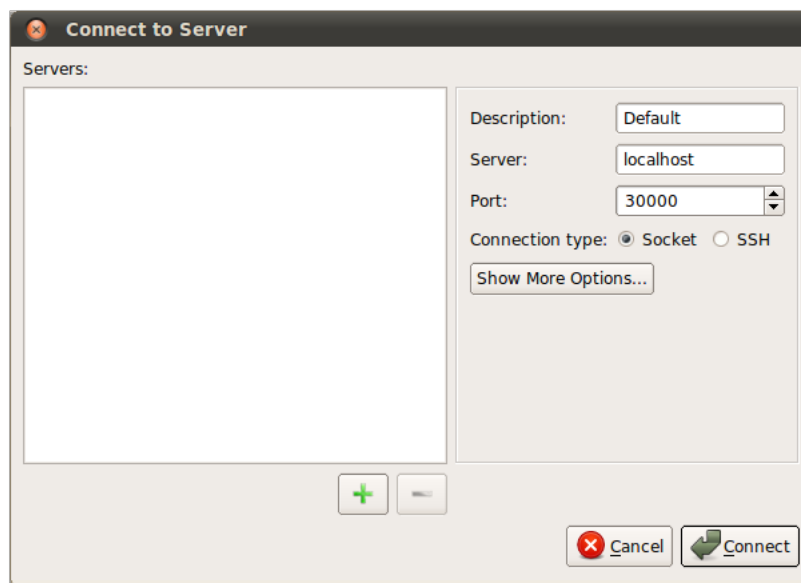 Connect to Server
Servers:
Description: Default
Server: localhost
Port: 30000
Connection type: Socket SSH
Show More Options...
Cancel Connect